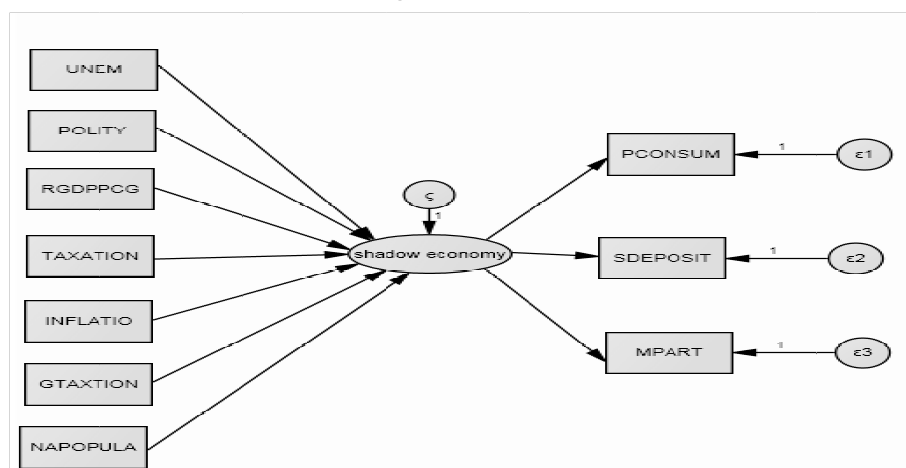 UNEM
POLITY
RGDPPCG
TAXATION
INFLATIO
GTAXTION
NAPOPULA
ς
1
shadow economy
PCONSUM
1
ε1
SDEPOSIT
1
ε2
MPART
1
ε3